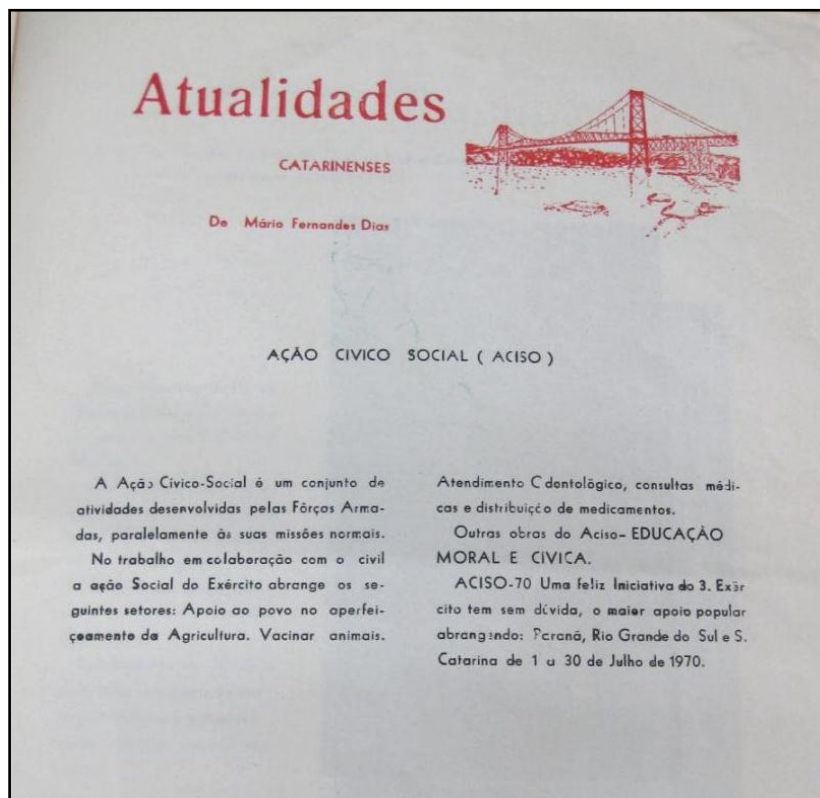 Atualidades
CATARINENSES
De Mário Fernandes Dias
AÇÃO CIVICO SOCIAL ( ACISO )
A Ação Cívico-Social é um conjunto de
atividades desenvolvidas pelas Fôrças Arma-
das, paralelamente às suas missões normais.
No trabalho em colaboração com o civil
a ação Social do Exército abrange os se-
guintes setores: Apoio ao povo no aperfei-
çoamento da Agricultura. Vacinar animais.
Atendimento Odontológico, consultas médi-
cas e distribuição de medicamentos.
Outras obras do Aciso- EDUCAÇÃO
MORAL E CIVICA.
ACISO-70 Uma feliz Iniciativa do 3. Exér
cito tem sem dúvida, o maior apoio popular
abrangendo: Paraná, Rio Grande do Sul e S.
Catarina de 1 a 30 de Julho de 1970.